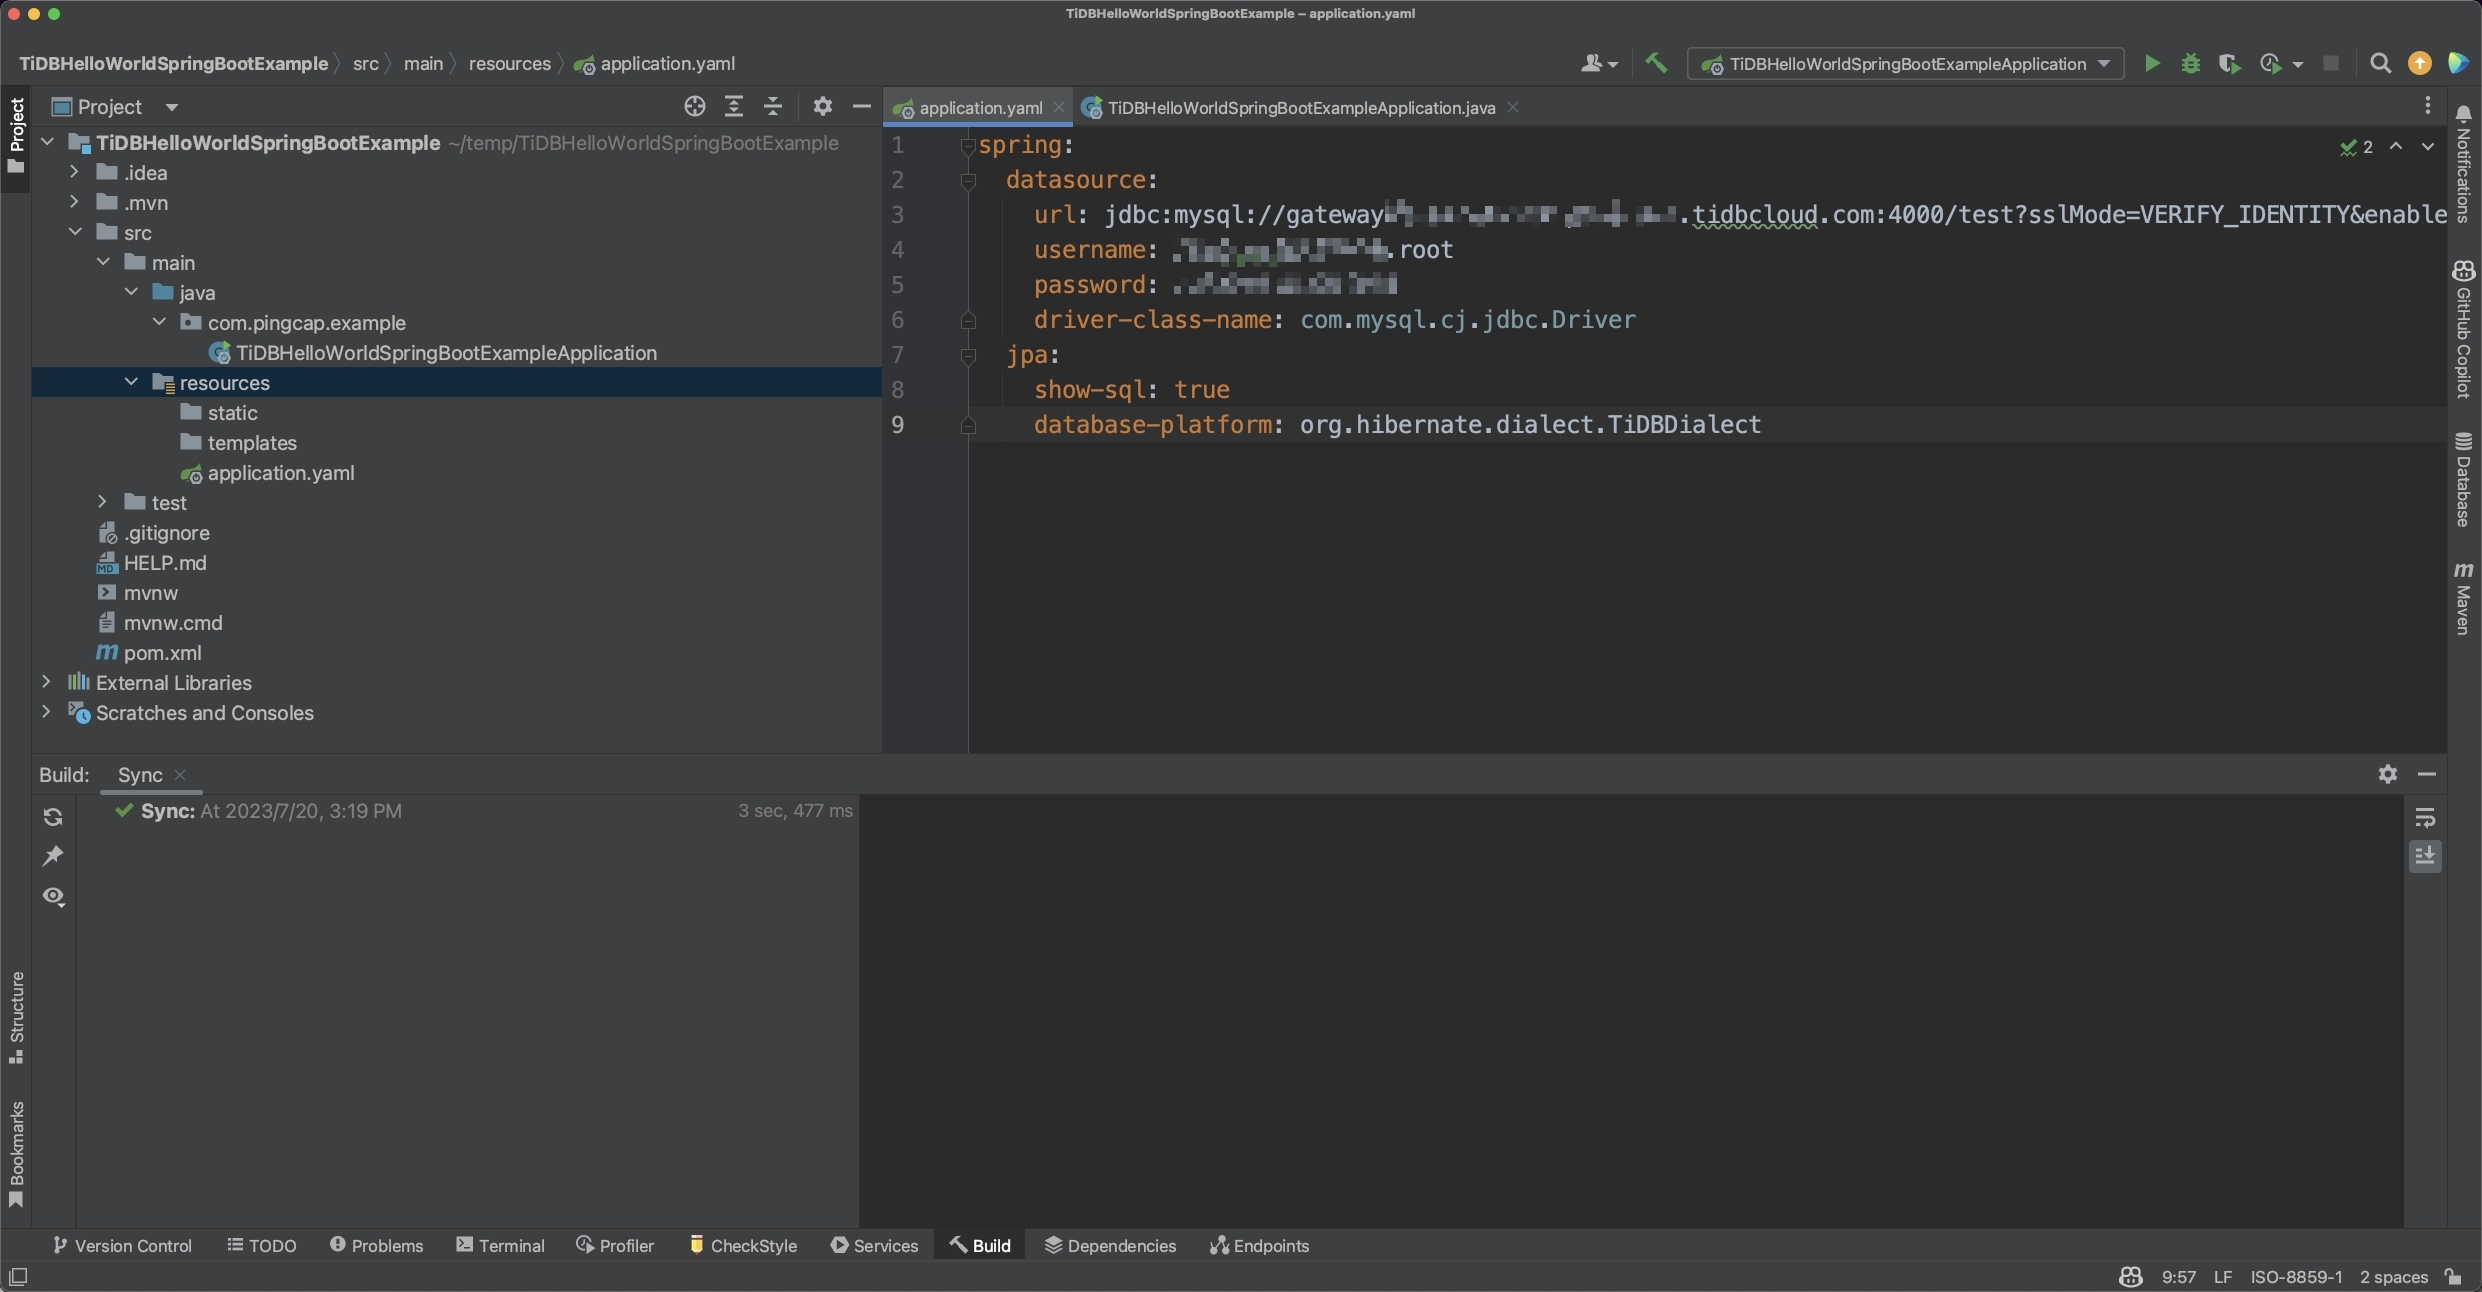 TiDBHelloWorldSpringBootExample – application.yaml
TiDBHelloWorldSpringBootExample src main resources application.yaml
TiDBHelloWorldSpringBootExampleApplication
Project
Project
application.yaml
TiDBHelloWorldSpringBootExampleApplication.java
TiDBHelloWorldSpringBootExample ~/temp/TiDBHelloWorldSpringBootExample
.idea
.mvn
src
main
java
com.pingcap.example
TiDBHelloWorldSpringBootExampleApplication
resources
static
templates
application.yaml
test
.gitignore
HELP.md
mvnw
mvnw.cmd
pom.xml
External Libraries
Scratches and Consoles
1 spring:
2 datasource:
3 url: jdbc:mysql://gateway .tidbcloud.com:4000/test?sslMode=VERIFY_IDENTITY&enable
4 username: .root
5 password:
6 driver-class-name: com.mysql.cj.jdbc.Driver
7 jpa:
8 show-sql: true
9 database-platform: org.hibernate.dialect.TiDBDialect
2
Notifications
GitHub Copilot
Database
m Maven
Build: Sync
Sync: At 2023/7/20, 3:19 PM 3 sec, 477 ms
Structure
Bookmarks
Version Control TODO Problems Terminal Profiler CheckStyle Services Build Dependencies Endpoints
9:57 LF ISO-8859-1 2 spaces